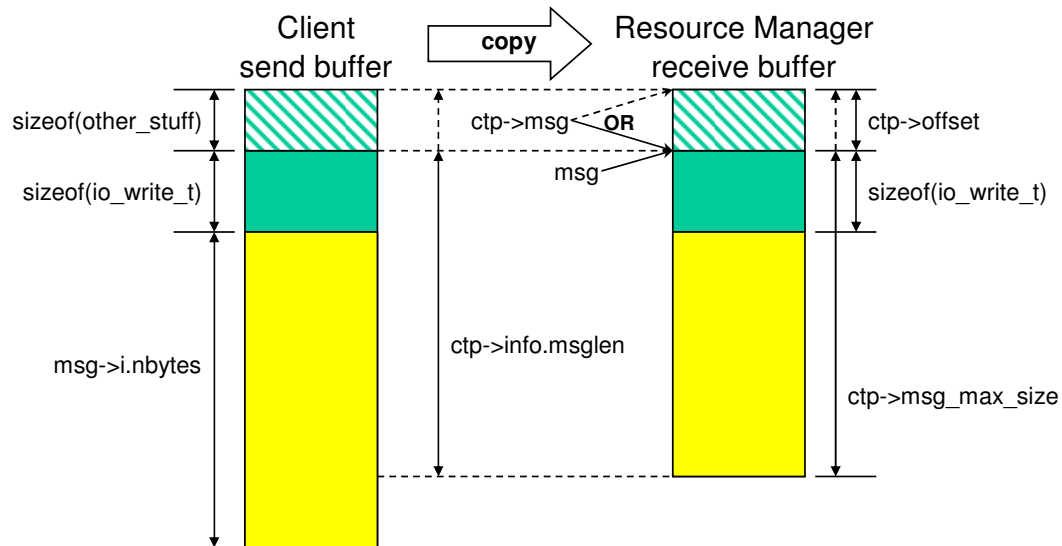 Client
send buffer
copy
Resource Manager
receive buffer
sizeof(other_stuff)
ctp->msg
OR
ctp->offset
msg
sizeof(io_write_t)
sizeof(io_write_t)
msg->i.nbytes
ctp->info.msglen
ctp->msg_max_size